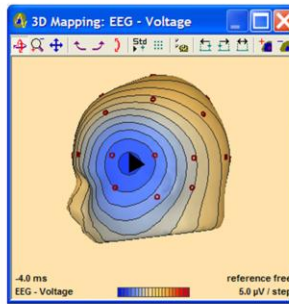 3D Mapping: EEG - Voltage
Std
-4.0 ms
reference free
EEG - Voltage
5.0 µV / step